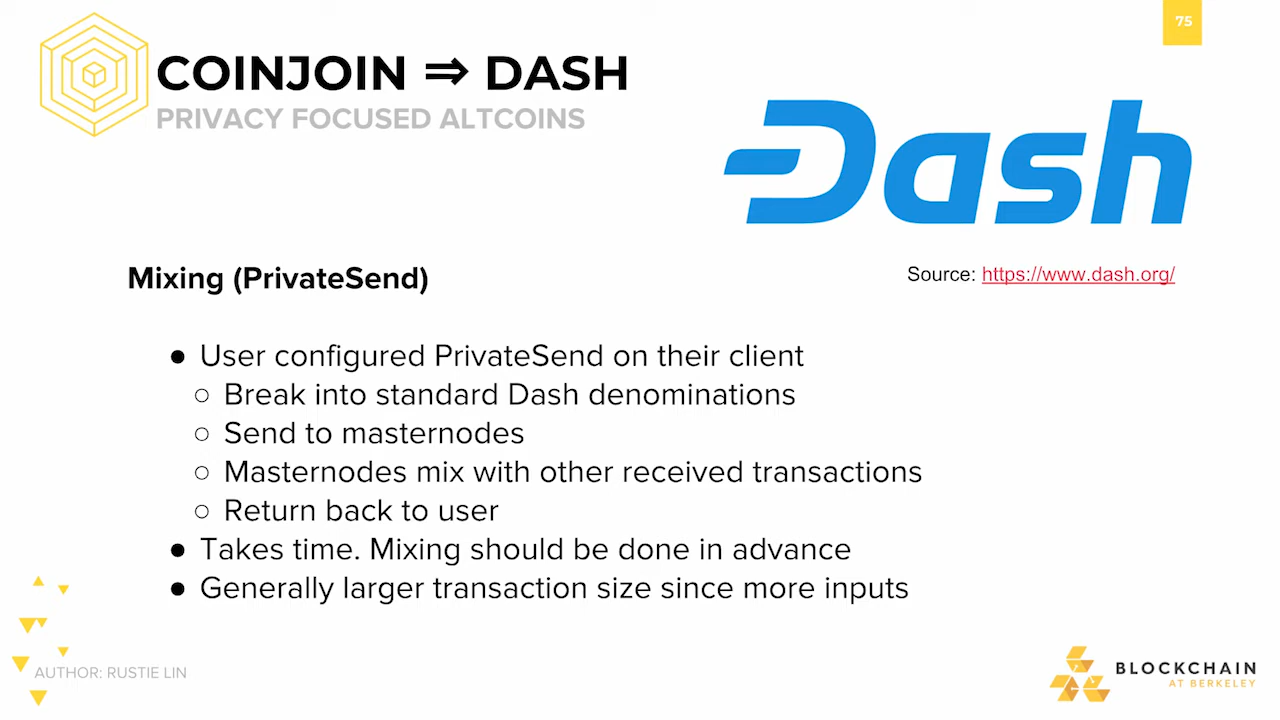 75
COINJOIN ⇒ DASH
PRIVACY FOCUSED ALTCOINS
Dash
Source: https://www.dash.org/
Mixing (PrivateSend)
● User configured PrivateSend on their client
○ Break into standard Dash denominations
○ Send to masternodes
○ Masternodes mix with other received transactions
○ Return back to user
● Takes time. Mixing should be done in advance
● Generally larger transaction size since more inputs
AUTHOR: RUSTIE LIN
BLOCKCHAIN
AT BERKELEY